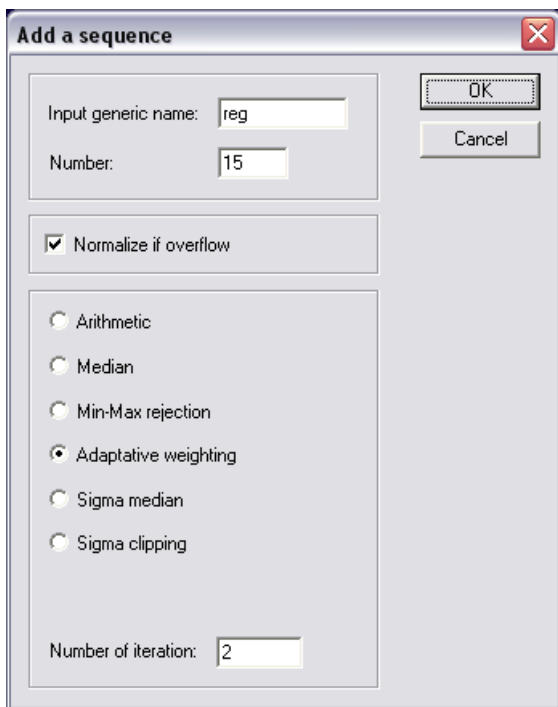 Add a sequence
Input generic name: reg
Number: 15
OK
Cancel
Normalize if overflow
Arithmetic
Median
Min-Max rejection
Adaptative weighting
Sigma median
Sigma clipping
Number of iteration: 2